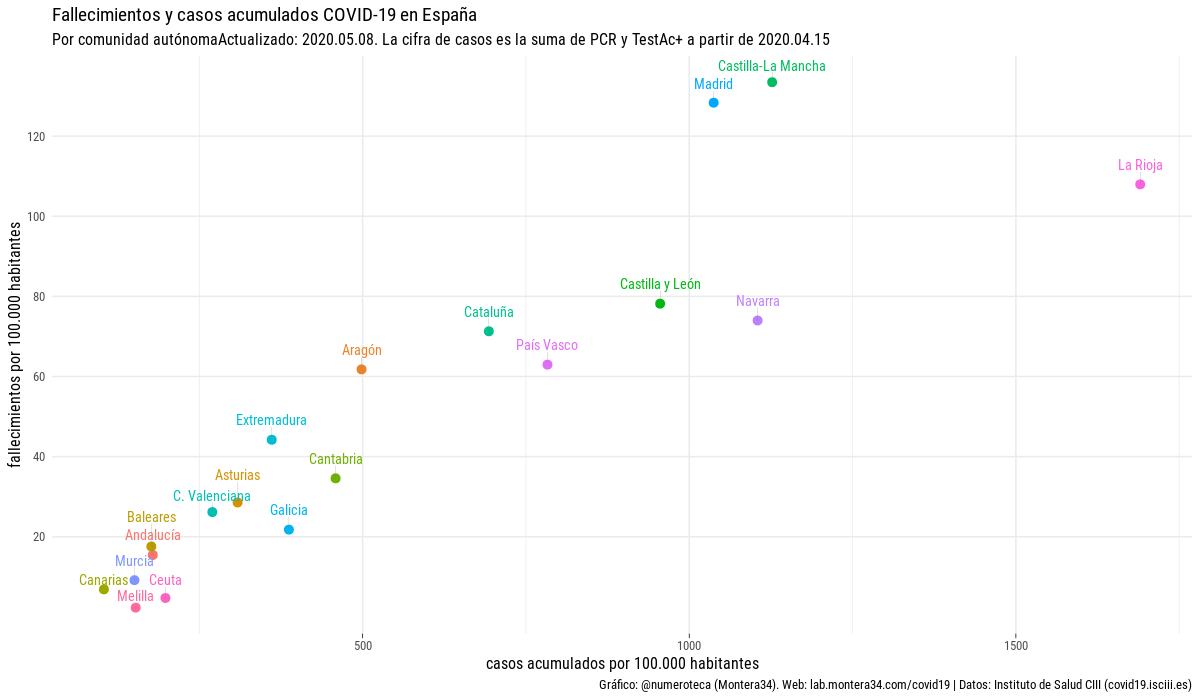 Fallecimientos y casos acumulados COVID-19 en España
Por comunidad autónomaActualizado: 2020.05.08. La cifra de casos es la suma de PCR y TestAc+ a partir de 2020.04.15
Castilla-La Mancha
Madrid
120
La Rioja
100
Castilla y León
80
Navarra
Cataluña
País Vasco
Aragón
60
Extremadura
Cantabria
40
Asturias
C. Valenciana
Galicia
Baleares
Andalucía
20
Murcia
Canarias
Ceuta
Melilla
fallecimientos por 100.000 habitantes
500
1000
1500
casos acumulados por 100.000 habitantes
Gráfico: @numeroteca (Montera34). Web: lab.montera34.com/covid19 | Datos: Instituto de Salud CIII (covid19.isciii.es)